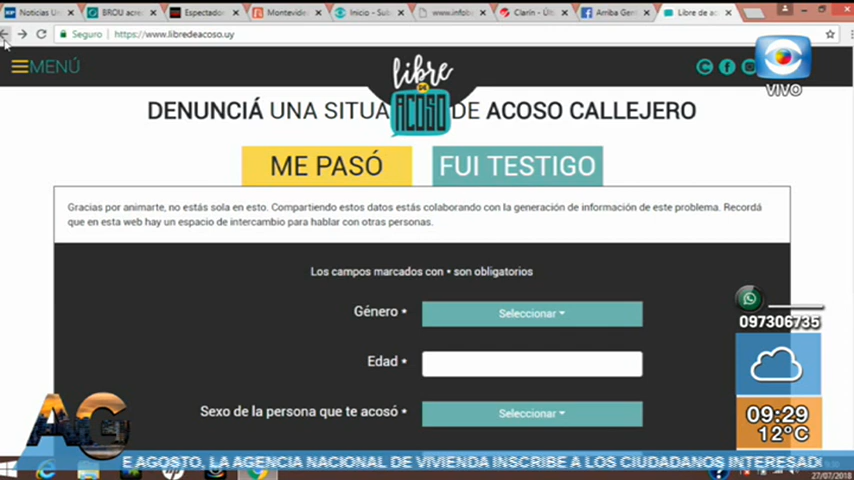 Noticias U
BROU acre
Espectado
Montevide
Inicio - Sub
www.infob
Clarín - Últ
Arriba Gen
Libre de ac
Seguro
https://www.libredeacoso.uy
MENÚ
libre
DE
ACOSO
VIVO
DENUNCIÁ UNA SITUA DE ACOSO CALLEJERO
ME PASÓ
FUI TESTIGO
Gracias por animarte, no estás sola en esto. Compartiendo estos datos estás colaborando con la generación de información de este problema. Recordá
que en esta web hay un espacio de intercambio para hablar con otras personas.
Los campos marcados con • son obligatorios
Género •
Seleccionar
097306735
Edad •
Sexo de la persona que te acosó •
Seleccionar
AG
09:29
12°C
E AGOSTO. LA AGENCIA NACIONAL DE VIVIENDA INSCRIBE A LOS CIUDADANOS INTERESAD
27/07/2018